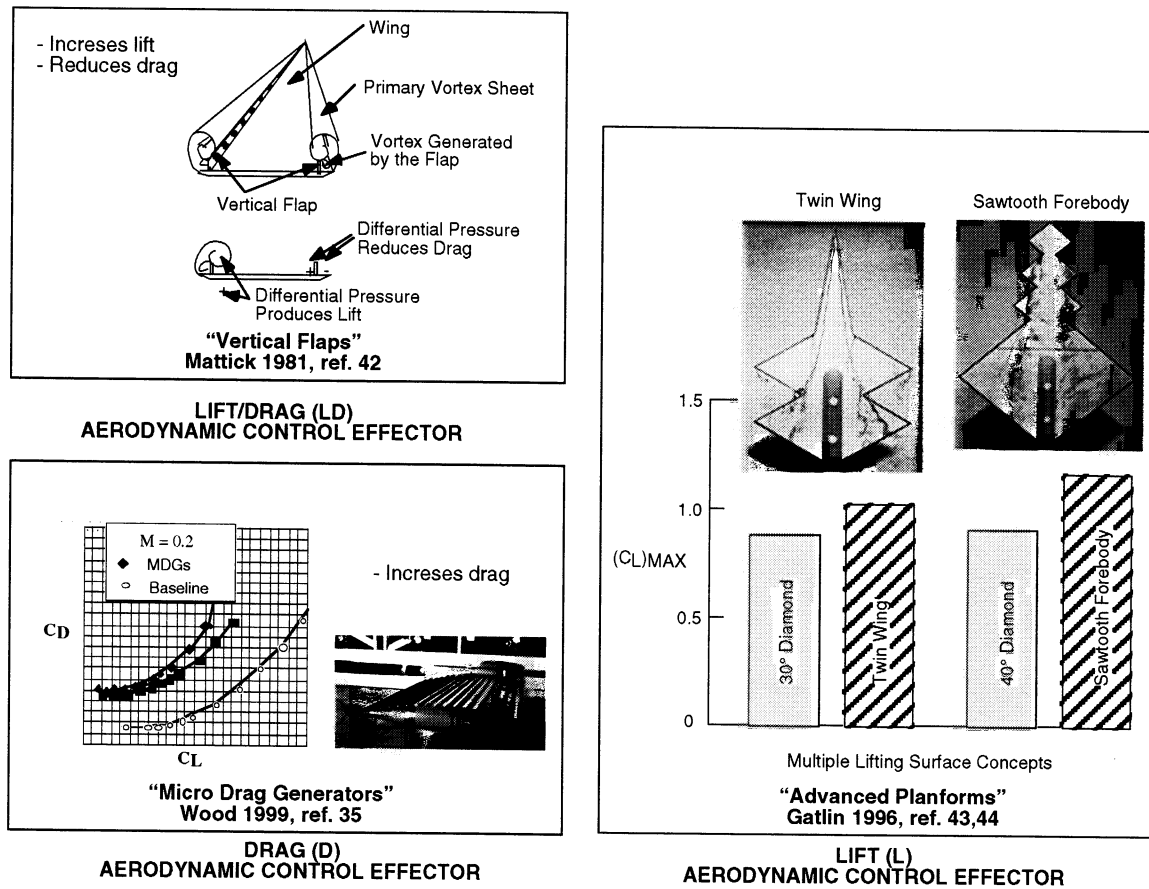 - Increses lift
- Reduces drag
Wing
Primary Vortex Sheet
Vortex Generated
by the Flap
Vertical Flap
Differential Pressure
Reduces Drag
+ -
+
Differential Pressure
Produces Lift
"Vertical Flaps"
Mattick 1981, ref. 42
LIFT/DRAG (LD)
AERODYNAMIC CONTROL EFFECTOR
M = 0.2
MDGs
Baseline
CD
CL
- Increses drag
"Micro Drag Generators"
Wood 1999, ref. 35
DRAG (D)
AERODYNAMIC CONTROL EFFECTOR
Twin Wing
Sawtooth Forebody
1.5
1.0
(CL)MAX
0.5
0
30° Diamond
Twin Wing
40° Diamond
Sawtooth Forebody
Multiple Lifting Surface Concepts
"Advanced Planforms"
Gatlin 1996, ref. 43,44
LIFT (L)
AERODYNAMIC CONTROL EFFECTOR